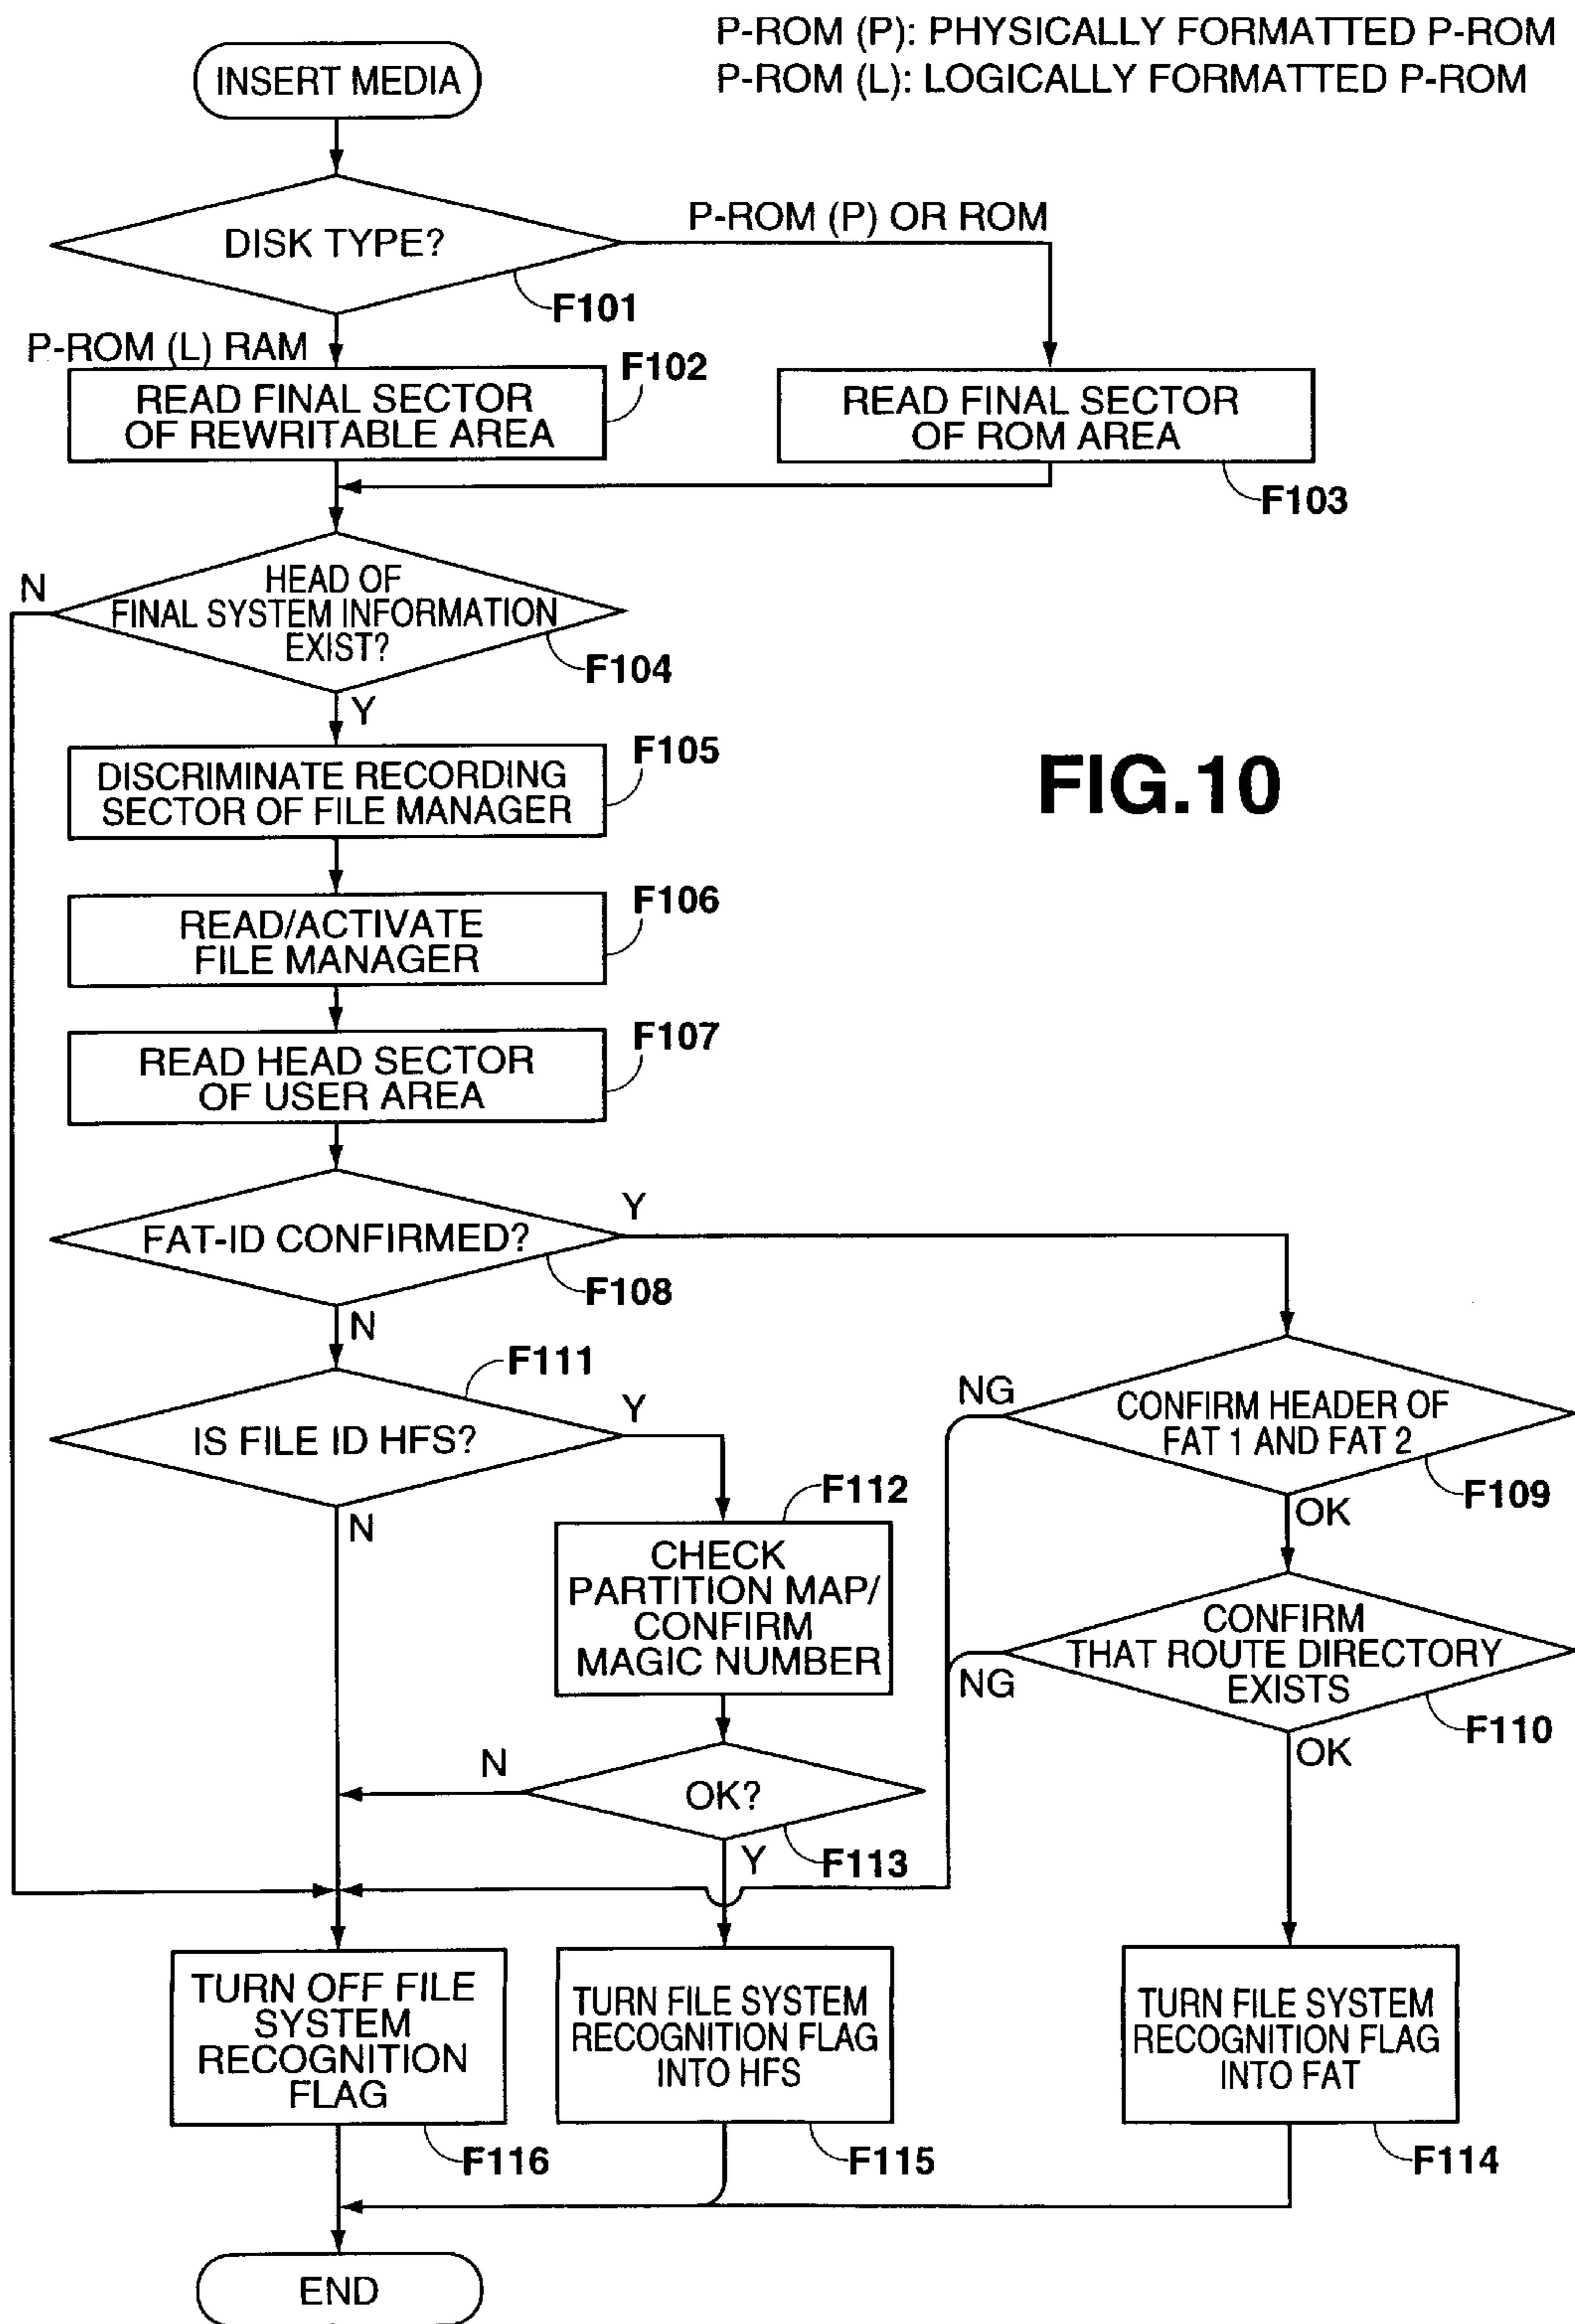 P-ROM (P): PHYSICALLY FORMATTED P-ROM
P-ROM (L): LOGICALLY FORMATTED P-ROM
INSERT MEDIA
DISK TYPE?
P-ROM (P) OR ROM
F101
P-ROM (L) RAM
F102
READ FINAL SECTOR
OF REWRITABLE AREA
READ FINAL SECTOR
OF ROM AREA
F103
N
HEAD OF
FINAL SYSTEM INFORMATION
EXIST?
F104
Y
F105
DISCRIMINATE RECORDING
SECTOR OF FILE MANAGER
FIG.10
F106
READ/ACTIVATE
FILE MANAGER
F107
READ HEAD SECTOR
OF USER AREA
FAT-ID CONFIRMED?
Y
F108
N
F111
IS FILE ID HFS?
Y
N
NG
CONFIRM HEADER OF
FAT 1 AND FAT 2
F109
OK
F112
CHECK
PARTITION MAP/
CONFIRM
MAGIC NUMBER
CONFIRM
THAT ROUTE DIRECTORY
EXISTS
NG
F110
OK
N
OK?
Y
F113
TURN OFF FILE
SYSTEM
RECOGNITION
FLAG
F116
TURN FILE SYSTEM
RECOGNITION FLAG
INTO HFS
F115
TURN FILE SYSTEM
RECOGNITION FLAG
INTO FAT
F114
END